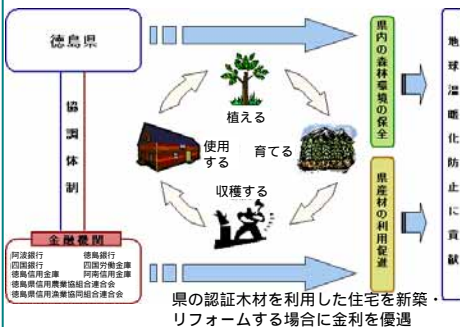 徳島県
協調体制
金融機関
阿波銀行 徳島銀行
四国銀行 四国労働金庫
徳島信用金庫 阿南信用金庫
徳島県信用農業協組合連合会
徳島県信用漁業協同組合連合会
植える
育てる
収穫する
使用
する
県内の森林環境の保全
県産材の利用促進
地球温暖化防止に貢献
県の認証木材を利用した住宅を新築・
リフォームする場合に金利を優遇